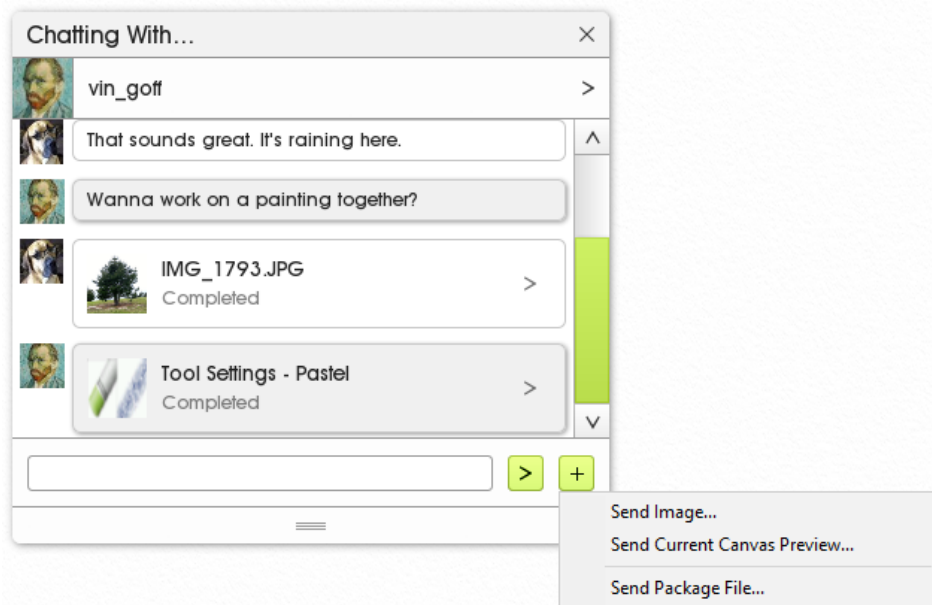 Chatting With...
vin_goff
That sounds great. It's raining here.
Wanna work on a painting together?
IMG_1793.JPG
Completed
Tool Settings - Pastel
Completed
Send Image...
Send Current Canvas Preview...
Send Package File...